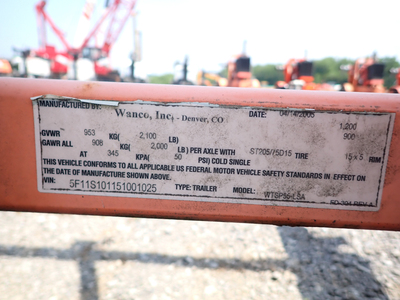 MANUFACTURED BY: Wanco, Inc. - Denver, CO DATE: 04/14/2005
1,200
GVWR 953 KG( 2,100 LB) 900
GAWR ALL 908 KG( 2,000 LB) PER AXLE WITH ST205/75D15 TIRE 15 x 5 RIM
AT 345 KPA( 50 PSI) COLD SINGLE
THIS VEHICLE CONFORMS TO ALL APPLICABLE US FEDERAL MOTOR VEHICLE SAFETY STANDARDS IN EFFECT ON
THE DATE OF MANUFACTURE SHOWN ABOVE.
VIN: 5F11S101151001025 TYPE: TRAILER MODEL: WTSP55-LSA